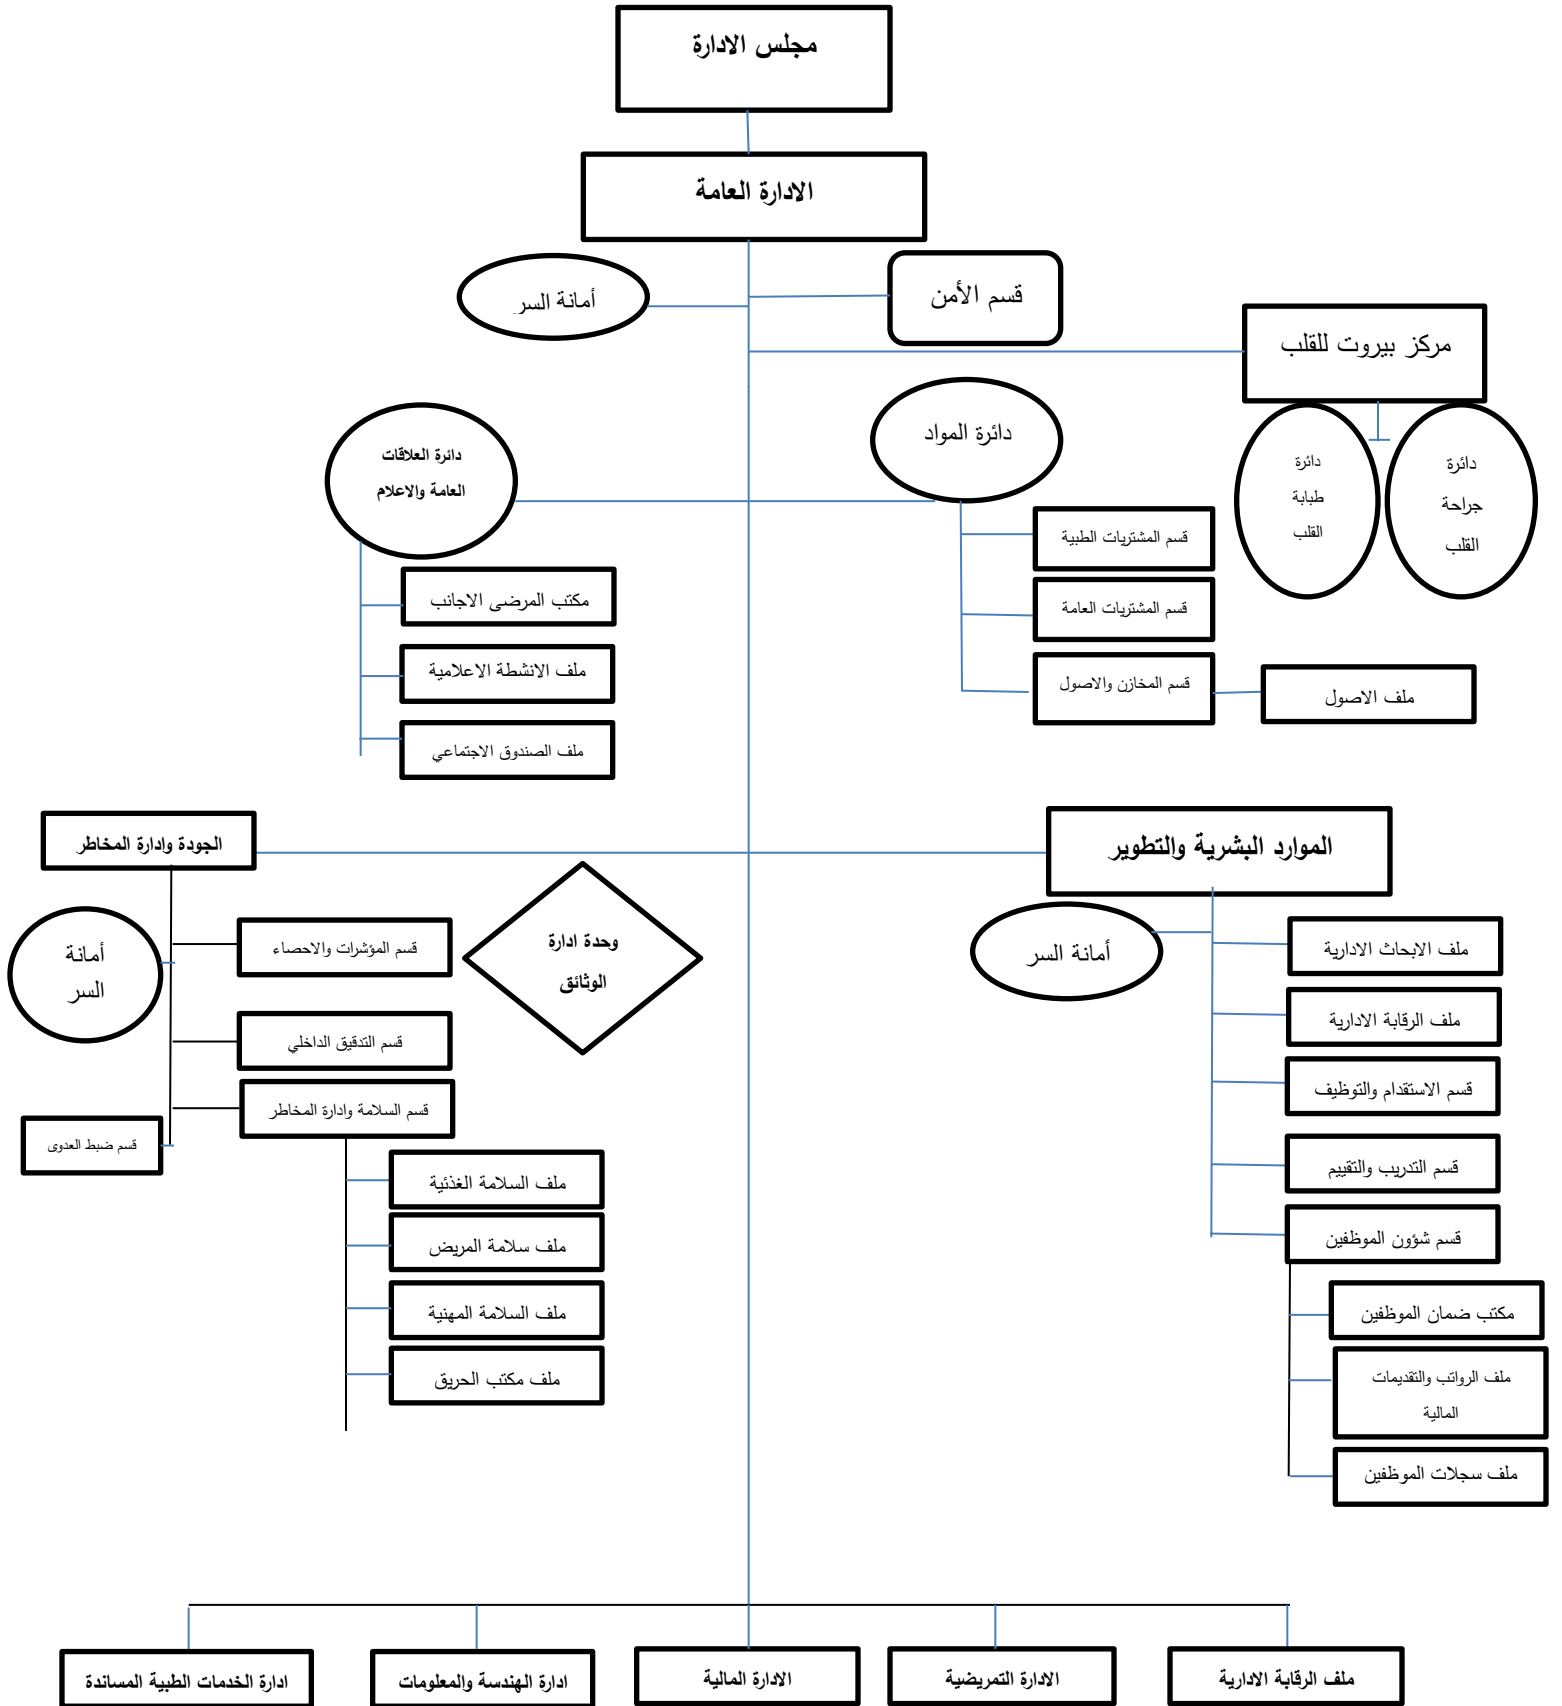 مجلس الادارة
الادارة العامة
قسم الأمن
أمانة السر
مركز بيروت للقلب
دائرة
جراحة
القلب
دائرة
طبابة
القلب
دائرة المواد
دائرة العلاقات
العامة والاعلام
قسم المشتريات الطبية
قسم المشتريات العامة
قسم المخازن والاصول
ملف الاصول
مكتب المرضى الاجانب
ملف الانشطة الاعلامية
ملف الصندوق الاجتماعي
الموارد البشرية والتطوير
الجودة وادارة المخاطر
أمانة السر
ملف الابحاث الادارية
ملف الرقابة الادارية
قسم الاستقدام والتوظيف
قسم التدريب والتقييم
قسم شؤون الموظفين
مكتب ضمان الموظفين
ملف الرواتب والتقديمات
المالية
ملف سجلات الموظفين
وحدة ادارة
الوثائق
أمانة
السر
قسم المؤشرات والاحصاء
قسم التدقيق الداخلي
قسم السلامة وادارة المخاطر
قسم ضبط العدوى
ملف السلامة الغذئية
ملف سلامة المريض
ملف السلامة المهنية
ملف مكتب الحريق
ملف الرقابة الادارية
الادارة التمريضية
الادارة المالية
ادارة الهندسة والمعلومات
ادارة الخدمات الطبية المساندة